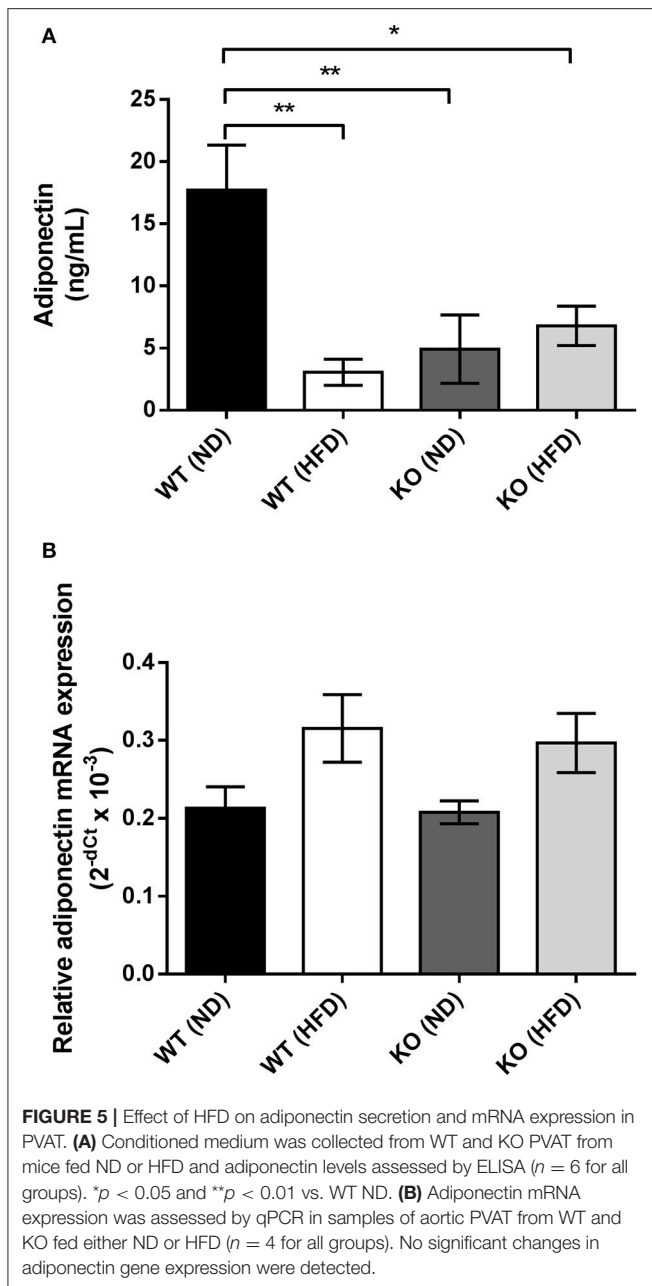 A
*
**
**
Adiponectin
(ng/mL)
25
20
15
10
5
0
WT (ND)
WT (HFD)
KO (ND)
KO (HFD)
B
Relative adiponectin mRNA expression
(2^-dCt x 10^-3)
0.4
0.3
0.2
0.1
0.0
WT (ND)
WT (HFD)
KO (ND)
KO (HFD)
FIGURE 5 | Effect of HFD on adiponectin secretion and mRNA expression in
PVAT. (A) Conditioned medium was collected from WT and KO PVAT from
mice fed ND or HFD and adiponectin levels assessed by ELISA (n = 6 for all
groups). *p < 0.05 and **p < 0.01 vs. WT ND. (B) Adiponectin mRNA
expression was assessed by qPCR in samples of aortic PVAT from WT and
KO fed either ND or HFD (n = 4 for all groups). No significant changes in
adiponectin gene expression were detected.